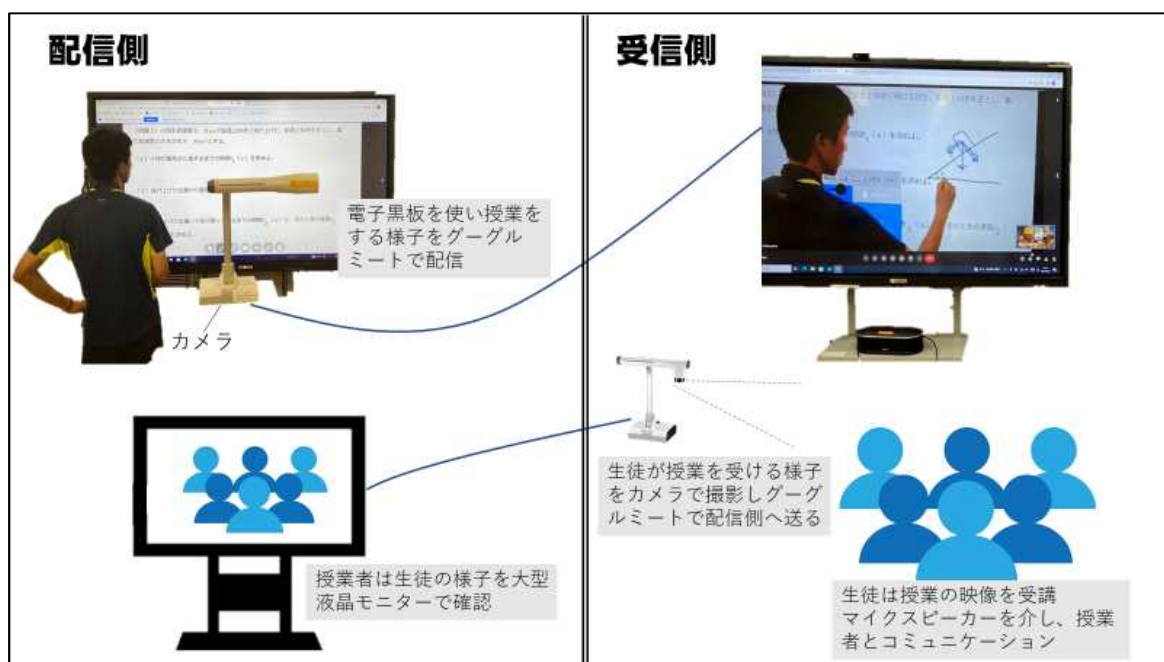 配信側
電子黒板を使い授業を
する様子をグーグル
ミートで配信
カメラ
授業者は生徒の様子を大型
液晶モニターで確認
受信側
生徒が授業を受ける様子
をカメラで撮影しグーグ
ルミートで配信側へ送る
生徒は授業の映像を受講
マイクスピーカーを介し、授業
者とコミュニケーション